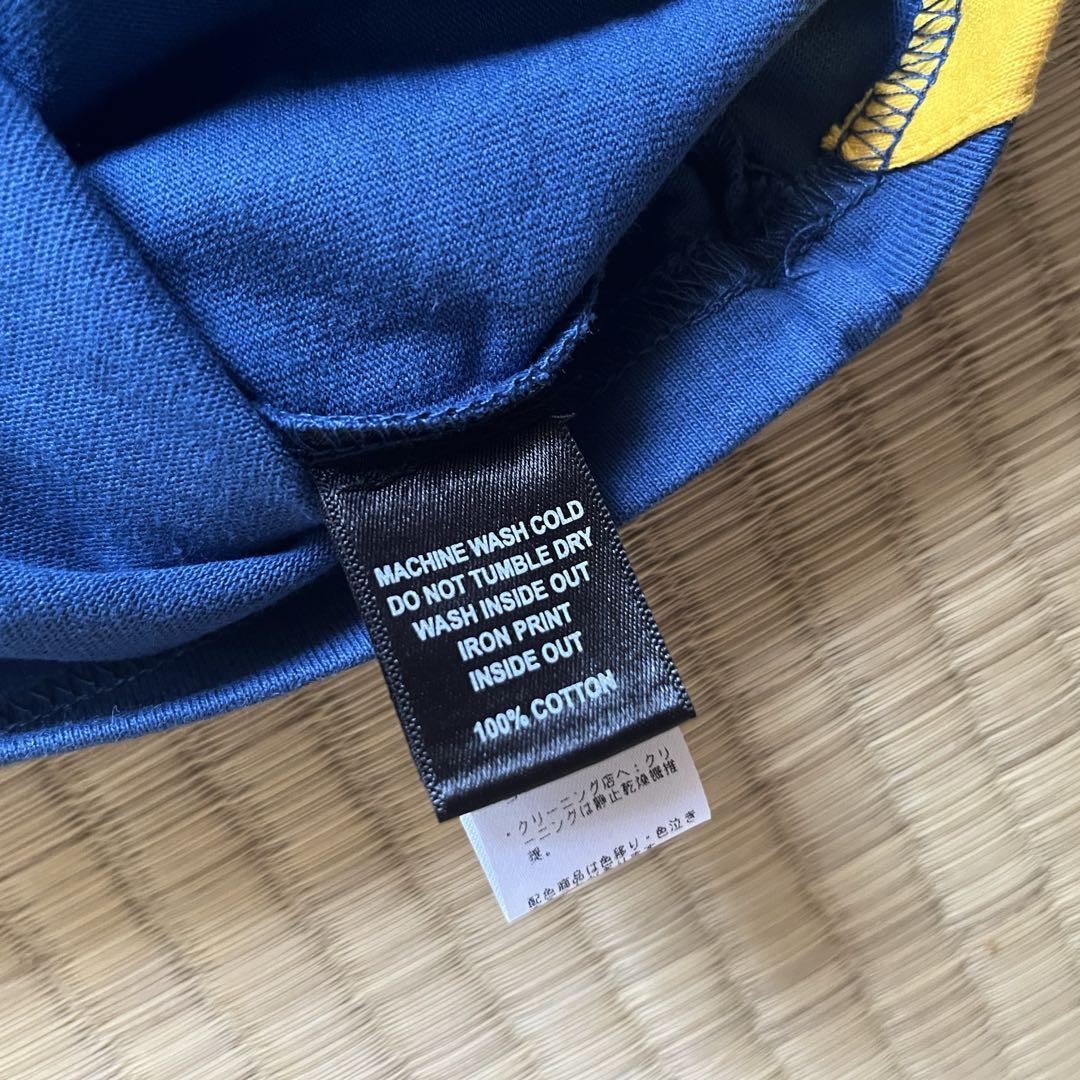 MACHINE WASH COLD
DO NOT TUMBLE DRY
WASH INSIDE OUT
IRON PRINT
INSIDE OUT
100% COTTON
・クリーニング店へ:クリ
ーニングは静止乾燥機推
奨。
配色商品は色移り・色泣き